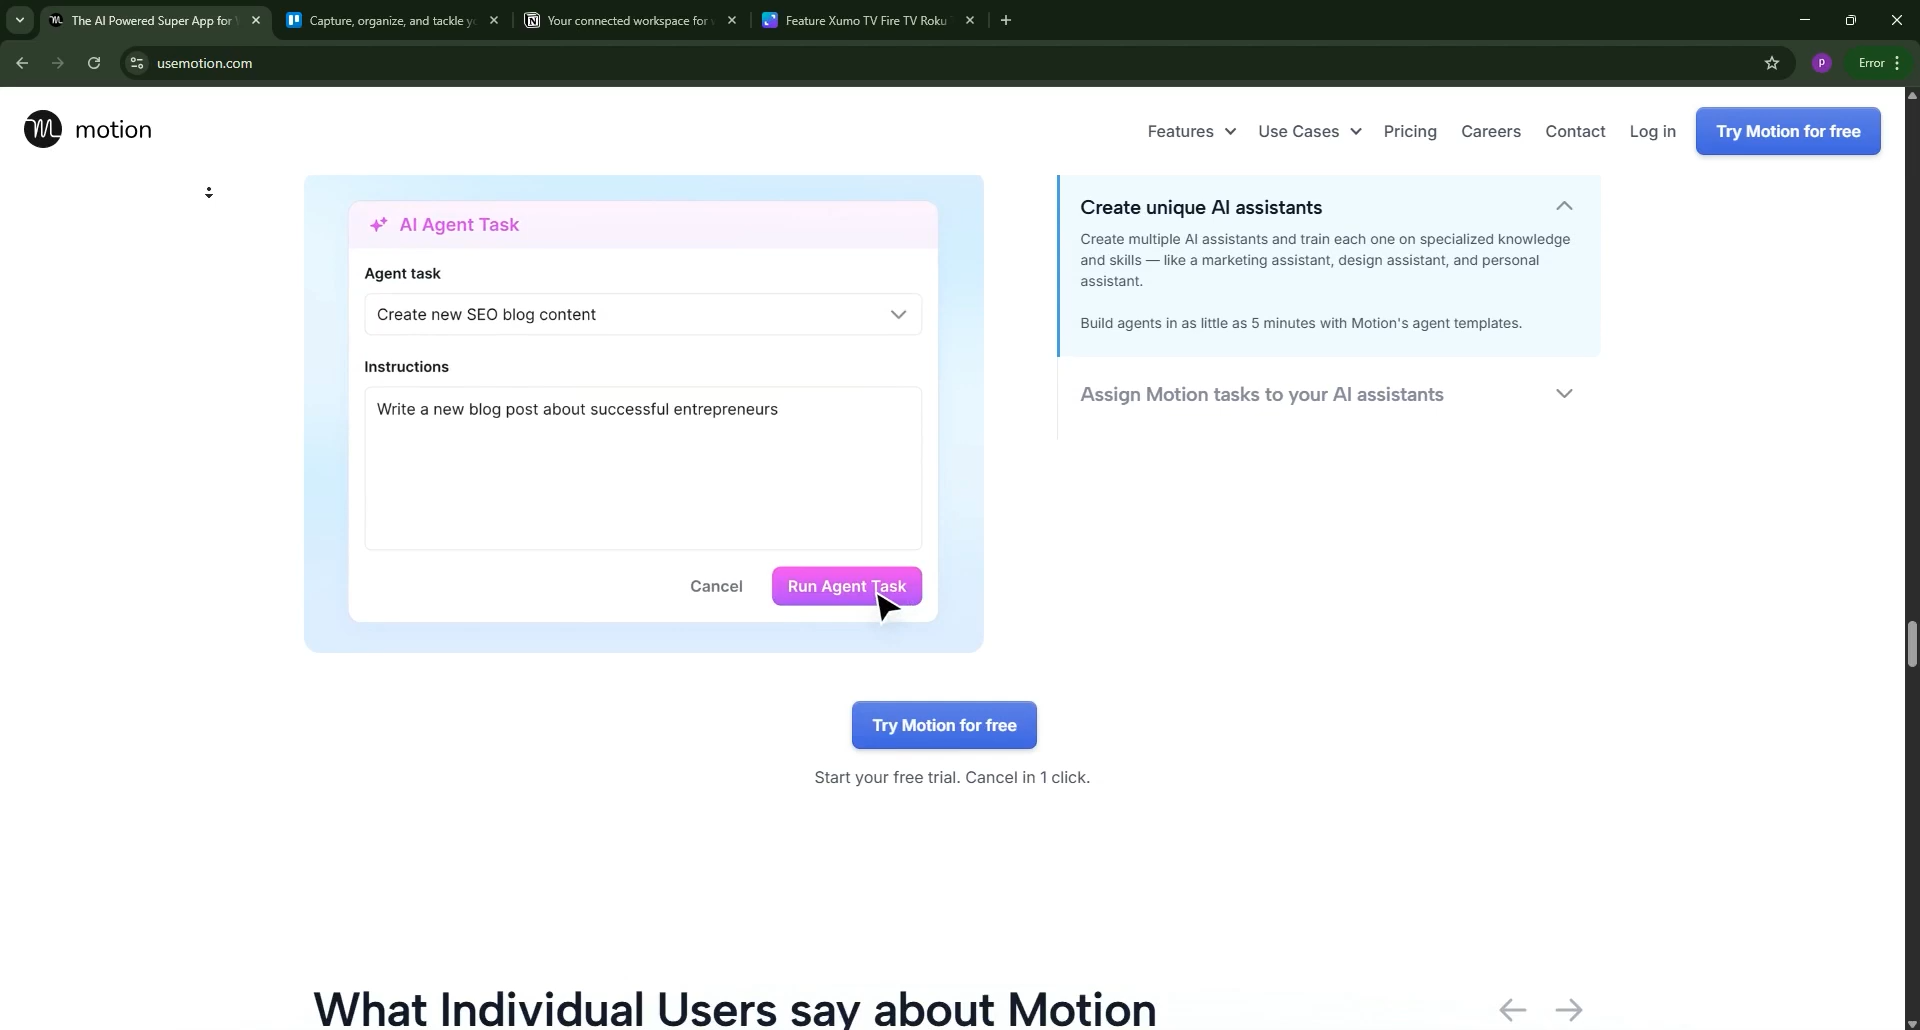 The AI Powered Super App for
Capture, organize, and tackle yo
Your connected workspace for
Feature Xumo TV Fire TV Roku
usemotion.com
P
Error
motion
Features
Use Cases
Pricing
Careers
Contact
Log in
Try Motion for free
AI Agent Task
Agent task
Create new SEO blog content
Instructions
Write a new blog post about successful entrepreneurs
Cancel
Run Agent Task
Create unique AI assistants
Create multiple AI assistants and train each one on specialized knowledge
and skills — like a marketing assistant, design assistant, and personal
assistant.
Build agents in as little as 5 minutes with Motion's agent templates.
Assign Motion tasks to your AI assistants
Try Motion for free
Start your free trial. Cancel in 1 click.
What Individual Users say about Motion